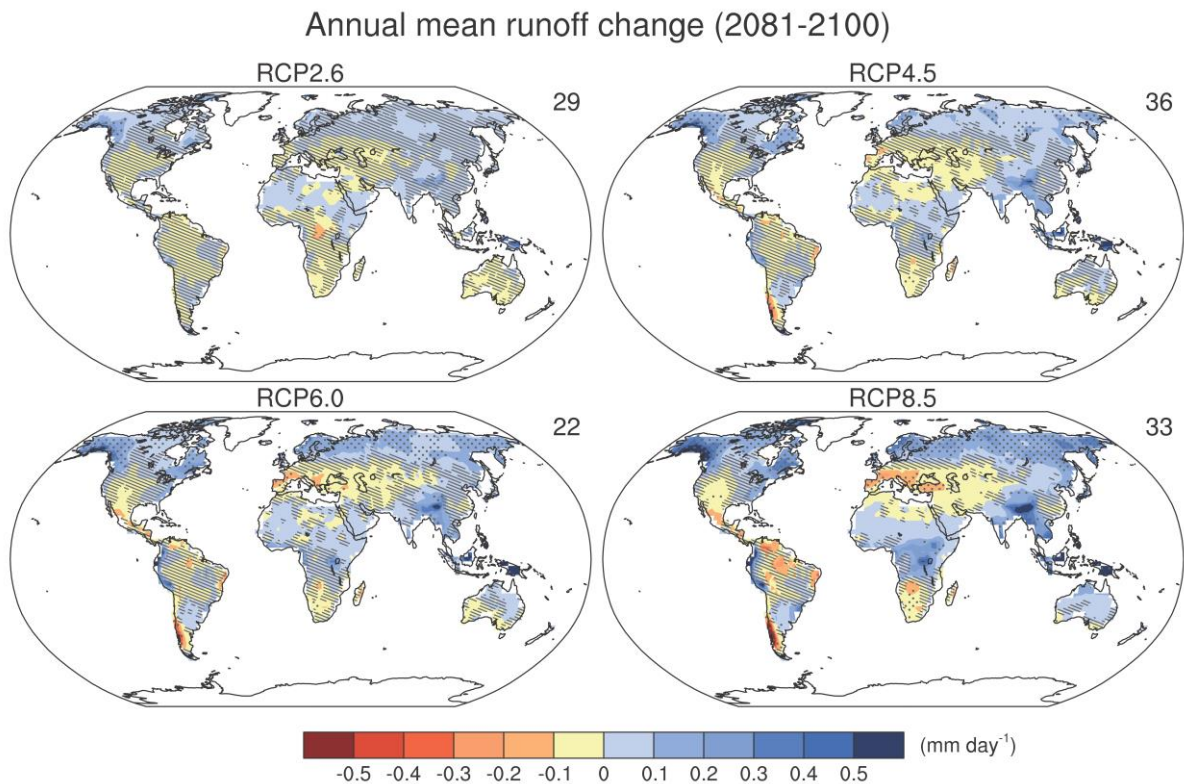 Annual mean runoff change (2081-2100)
RCP2.6
29
RCP4.5
36
RCP6.0
22
RCP8.5
33
(mm day⁻¹)
-0.5 -0.4 -0.3 -0.2 -0.1 0 0.1 0.2 0.3 0.4 0.5